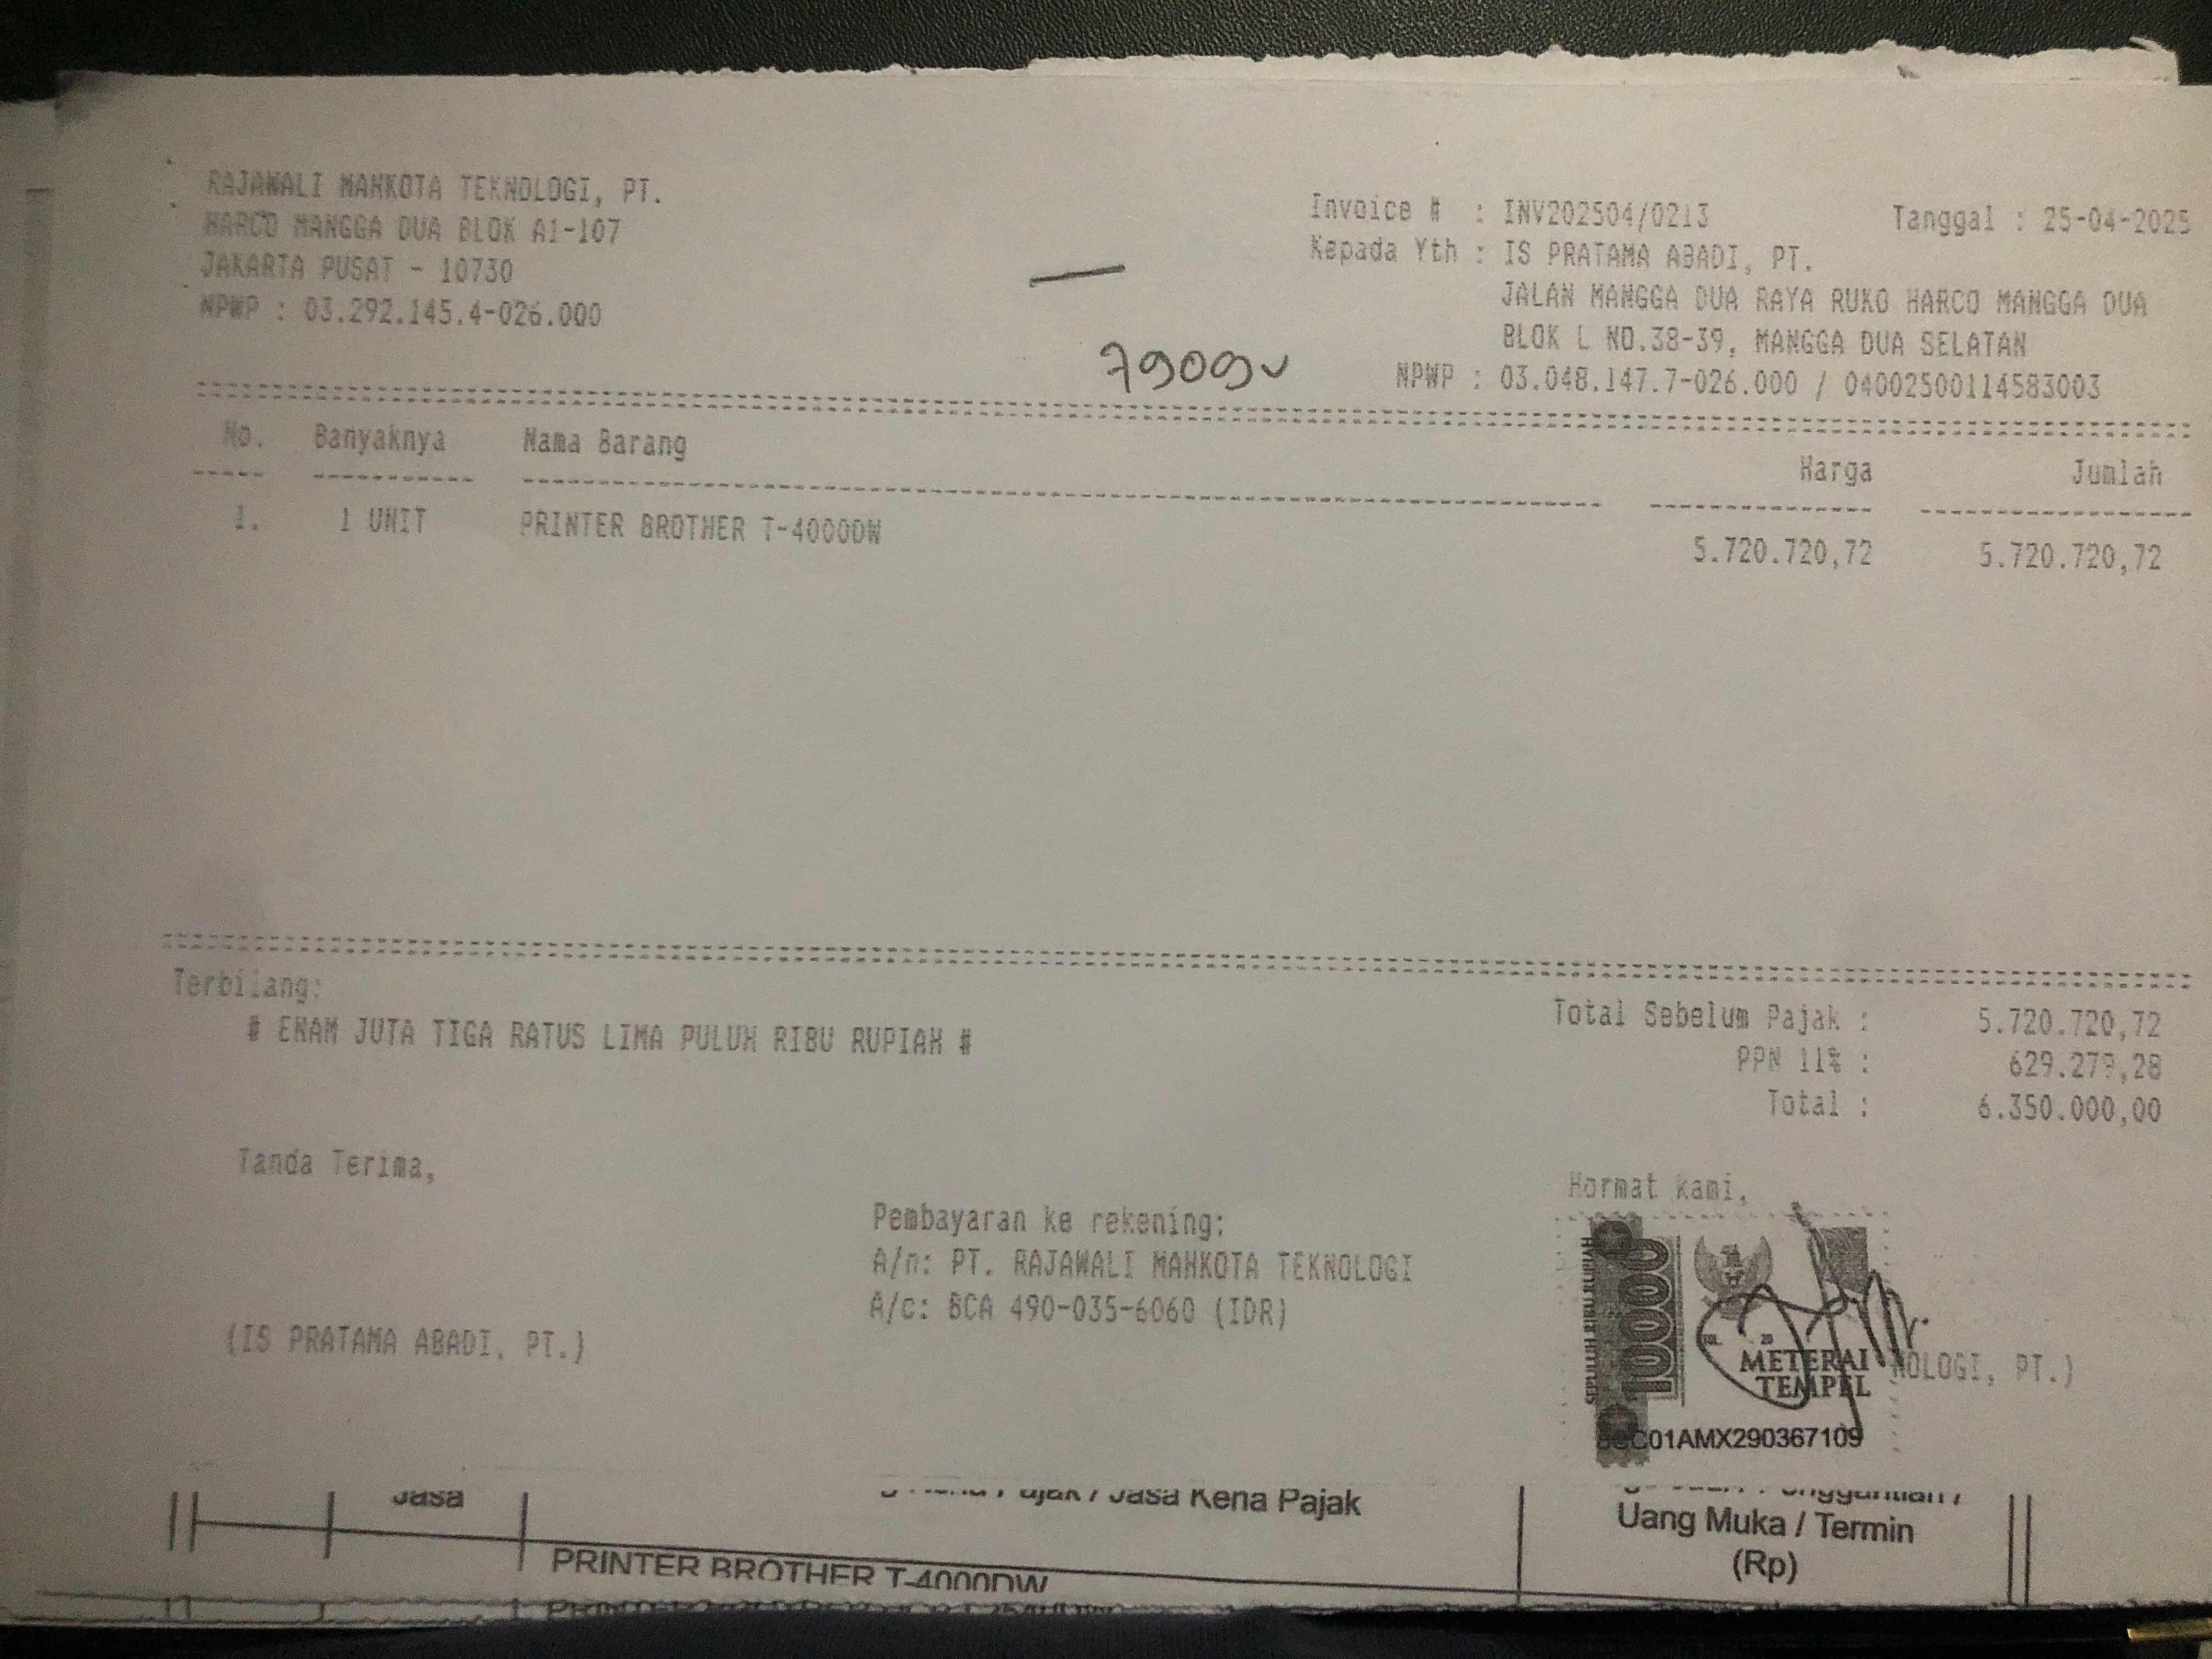 RAJAWALI MAHKOTA TEKNOLOGI, PT.
HARCO MANGGA DUA BLOK A1-107
JAKARTA PUSAT - 10730
NPWP : 03.292.145.4-026.000
Invoice # : INV202504/0213 Tanggal : 25-04-2025
Kepada Yth : IS PRATAMA ABADI, PT.
JALAN MANGGA DUA RAYA RUKO HARCO MANGGA DUA
BLOK L NO.38-39, MANGGA DUA SELATAN
NPWP : 03.048.147.7-026.000 / 04002500114583003
7909
No. Banyaknya Nama Barang Harga Jumlah
1. 1 UNIT PRINTER BROTHER T-4000DW 5.720.720,72 5.720.720,72
Terbilang:
# ENAM JUTA TIGA RATUS LIMA PULUH RIBU RUPIAH #
Total Sebelum Pajak : 5.720.720,72
PPN 11% : 629.279,28
Total : 6.350.000,00
Tanda Terima,
(IS PRATAMA ABADI, PT.)
Pembayaran ke rekening:
A/n: PT. RAJAWALI MAHKOTA TEKNOLOGI
A/c: BCA 490-035-6060 (IDR)
Hormat kami,
SEPULUH RIBU RUPIAH
10000
METERAI
TEMPEL
NOLOGI, PT.)
C01AMX290367109
Jasa
Pajak / Jasa Kena Pajak
Uang Muka / Termin
(Rp)
PRINTER BROTHER T-4000DW